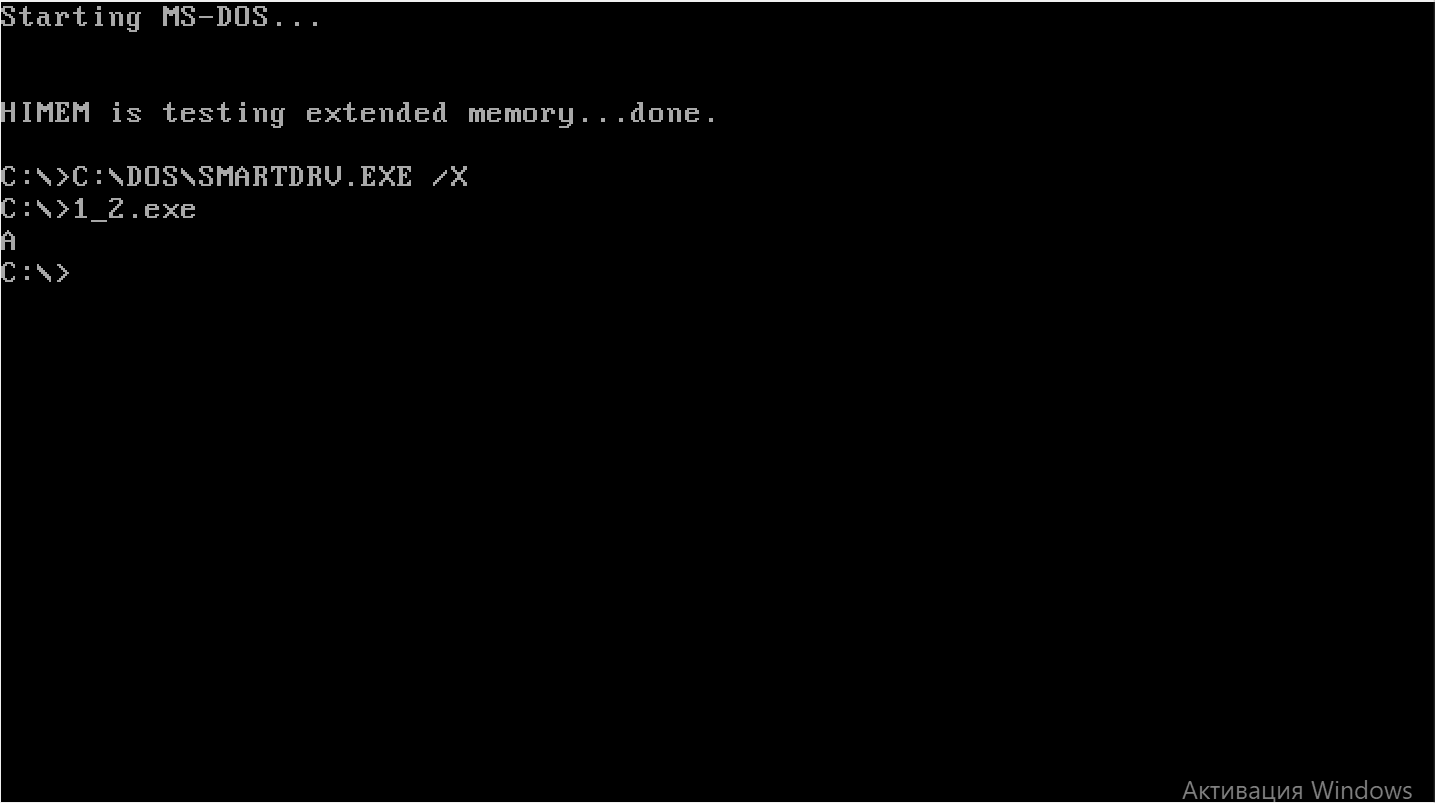 Starting MS-DOS...
HIMEM is testing extended memory...done.
C:\>C:\DOS\SMARTDRV.EXE /X
C:\>1_2.exe
A
C:\>
Активация Windows